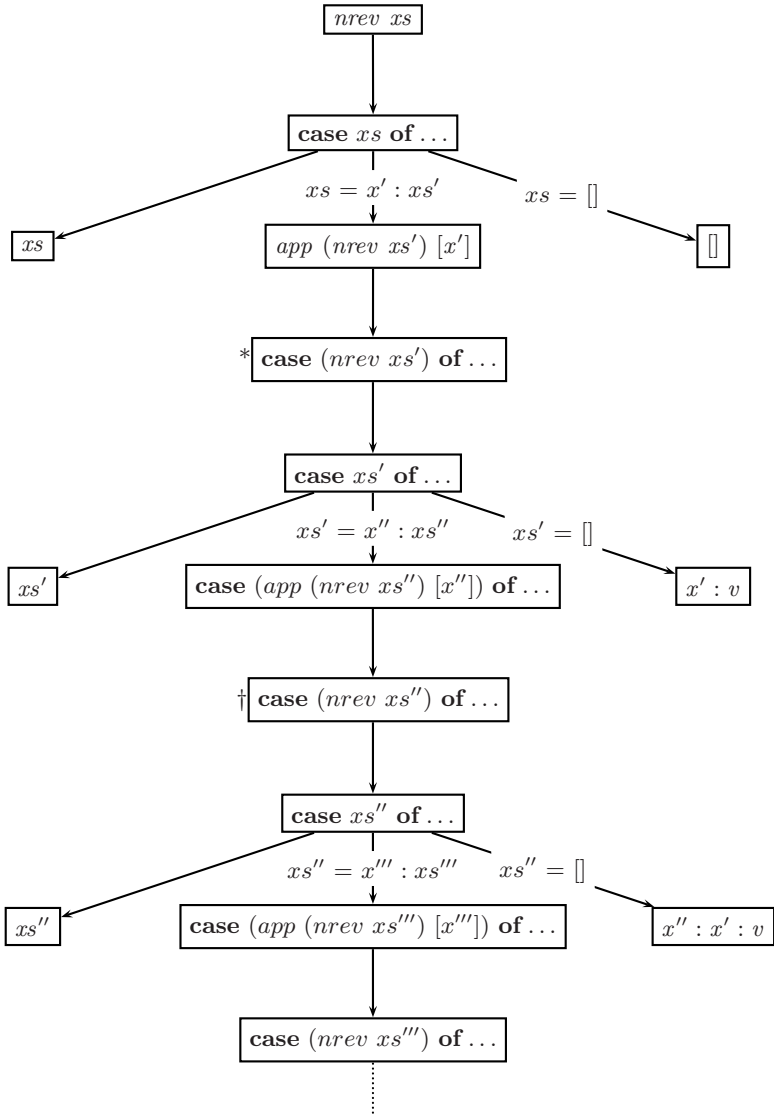 nrev xs
case xs of …
xs = x′ : xs′
xs = []
xs
app (nrev xs′) [x′]
[]
* case (nrev xs′) of …
case xs′ of …
xs′ = x′′ : xs′′
xs′ = []
xs′
case (app (nrev xs′′) [x′′]) of …
x′ : v
† case (nrev xs′′) of …
case xs′′ of …
xs′′ = x′′′ : xs′′′
xs′′ = []
xs′′
case (app (nrev xs′′′) [x′′′]) of …
x′′ : x′ : v
case (nrev xs′′′) of …